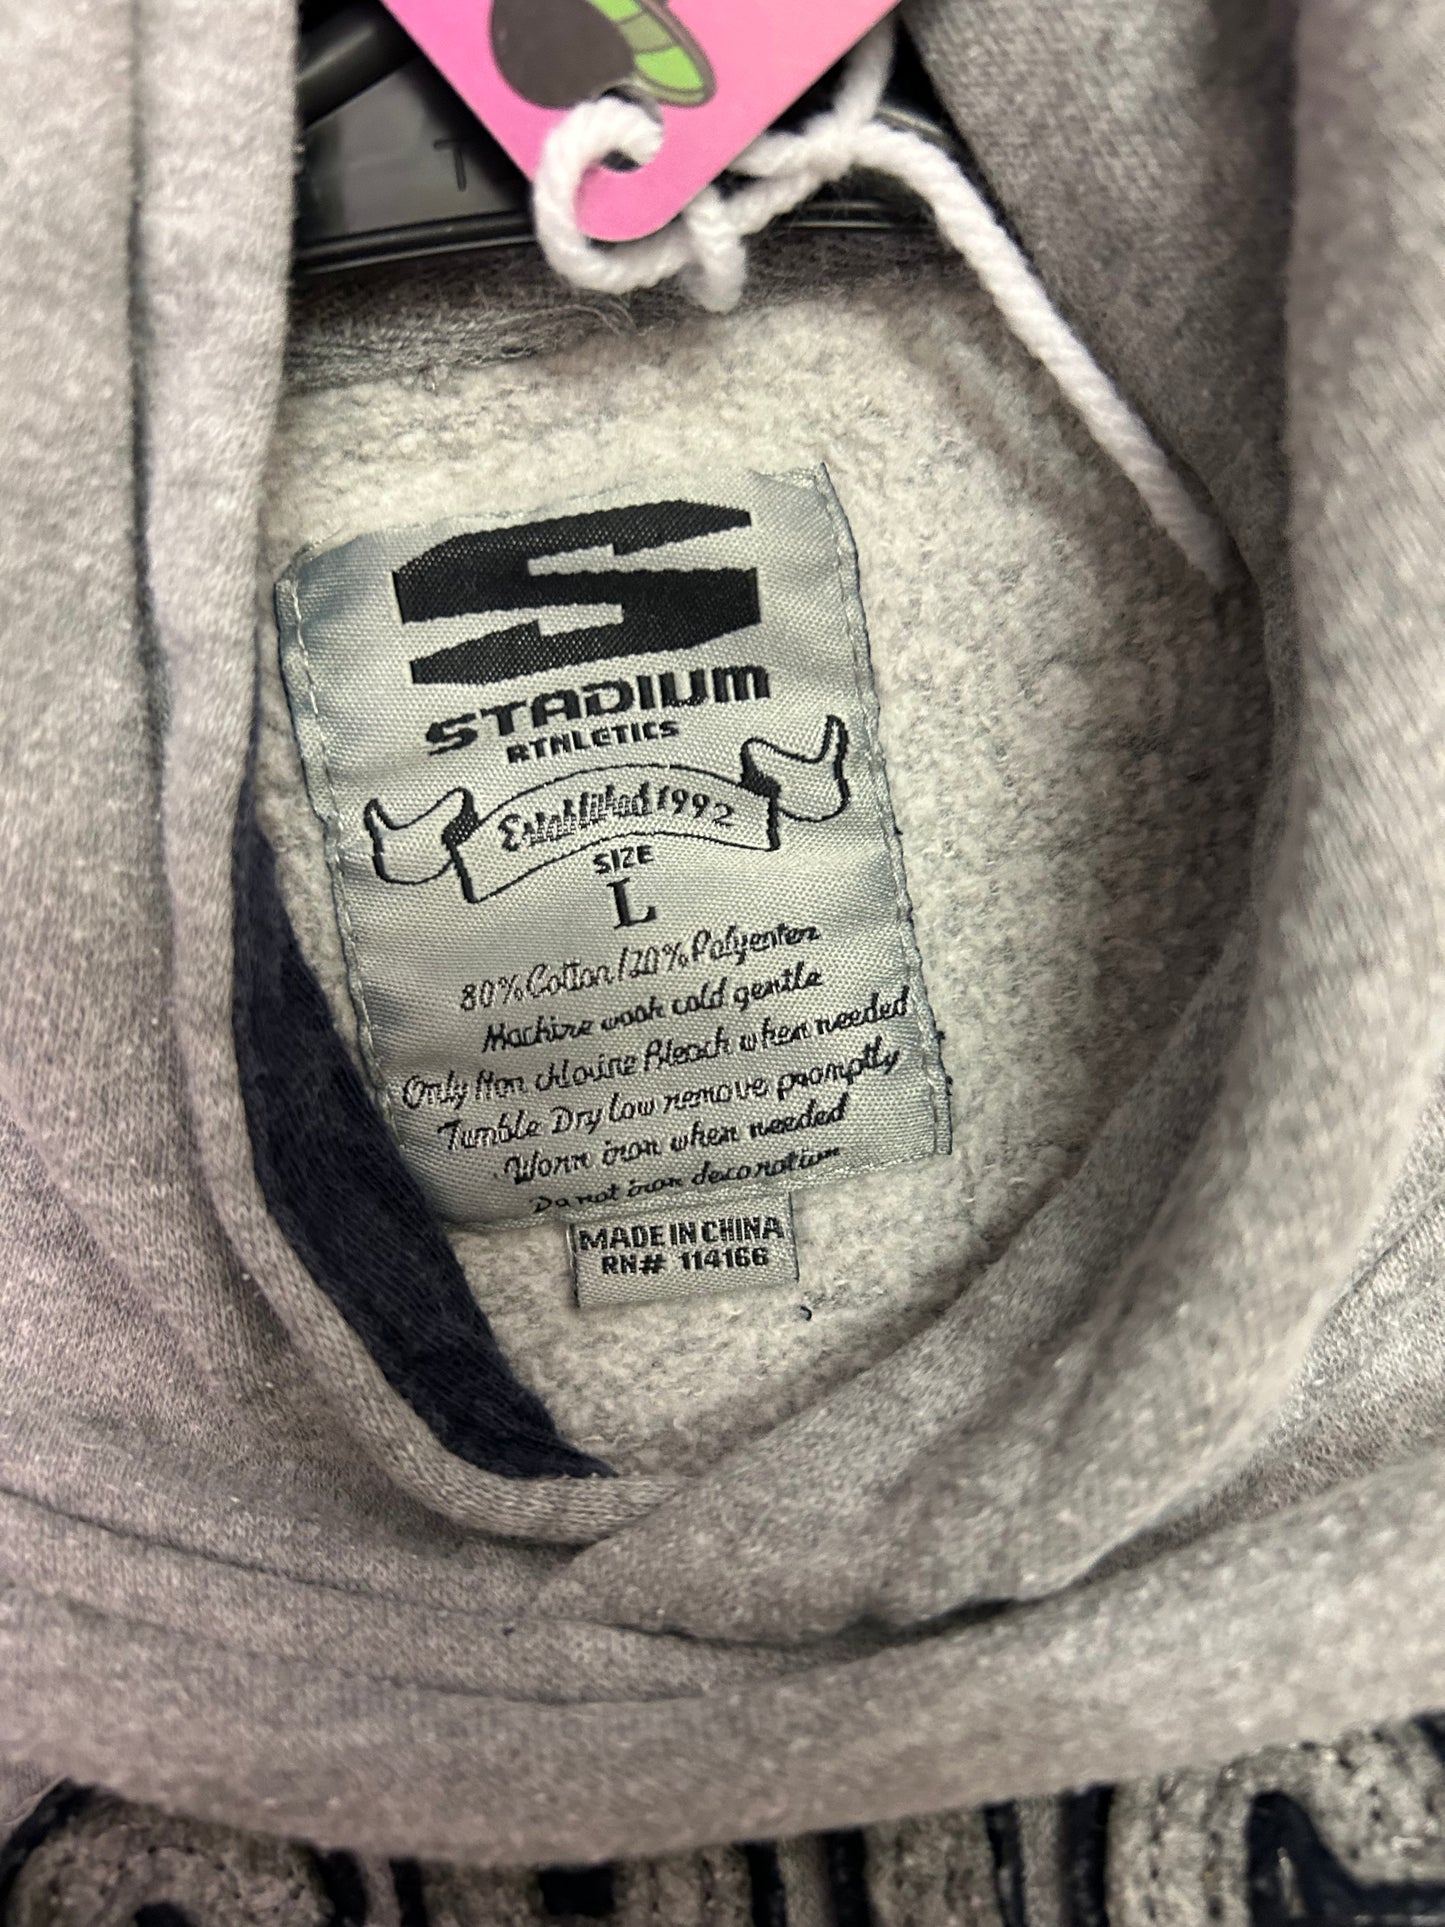 S
STADIUM
ATHLETICS
Established 1992
SIZE
L
80% Cotton/20% Polyester
Machine wash cold gentle
Only Non chlorine Bleach when needed
Tumble Dry low remove promptly
Warm iron when needed
Do not iron decoration
MADE IN CHINA
RN# 114166